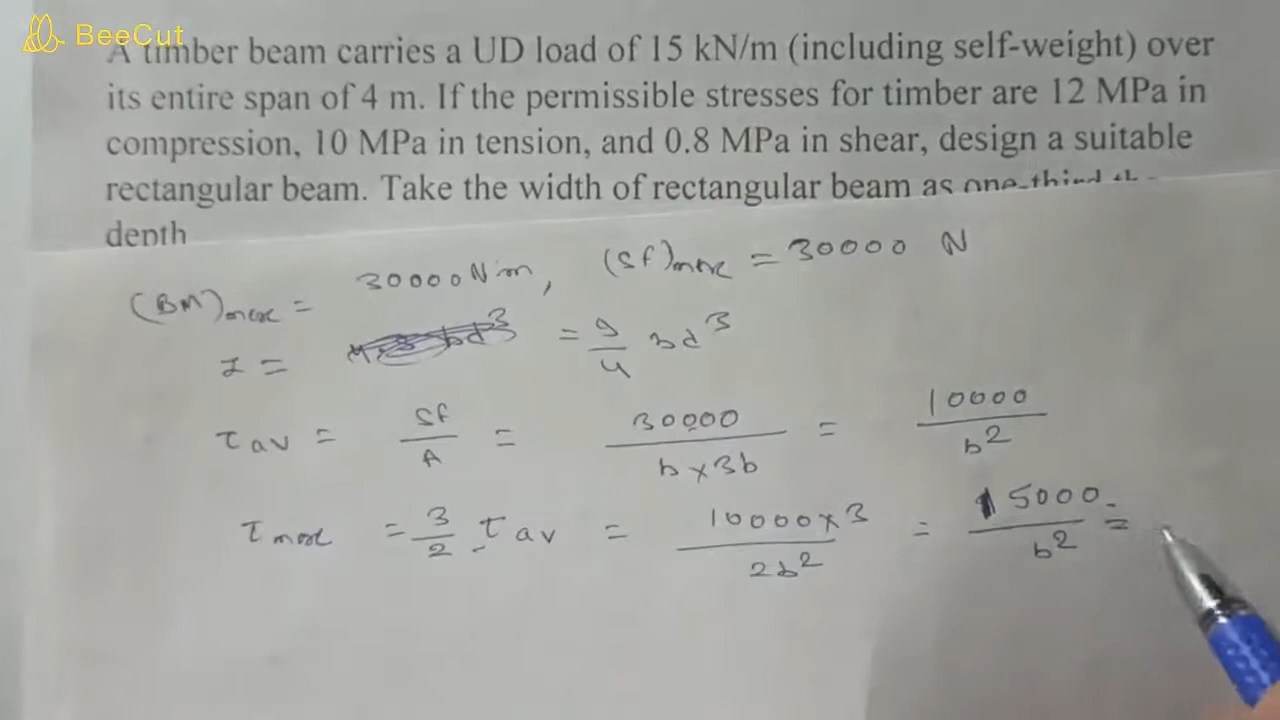 BeeCut
A timber beam carries a UD load of 15 kN/m (including self-weight) over
its entire span of 4 m. If the permissible stresses for timber are 12 MPa in
compression, 10 MPa in tension, and 0.8 MPa in shear, design a suitable
rectangular beam. Take the width of rectangular beam as one-third the
depth
(BM)max = 30000 N·m, (SF)max = 30000 N
I = = 9/4 bd³
τav = SF/A = 30000/(b×3b) = 10000/b²
τmax = 3/2 · τav = 10000×3/2b² = 15000/b² =